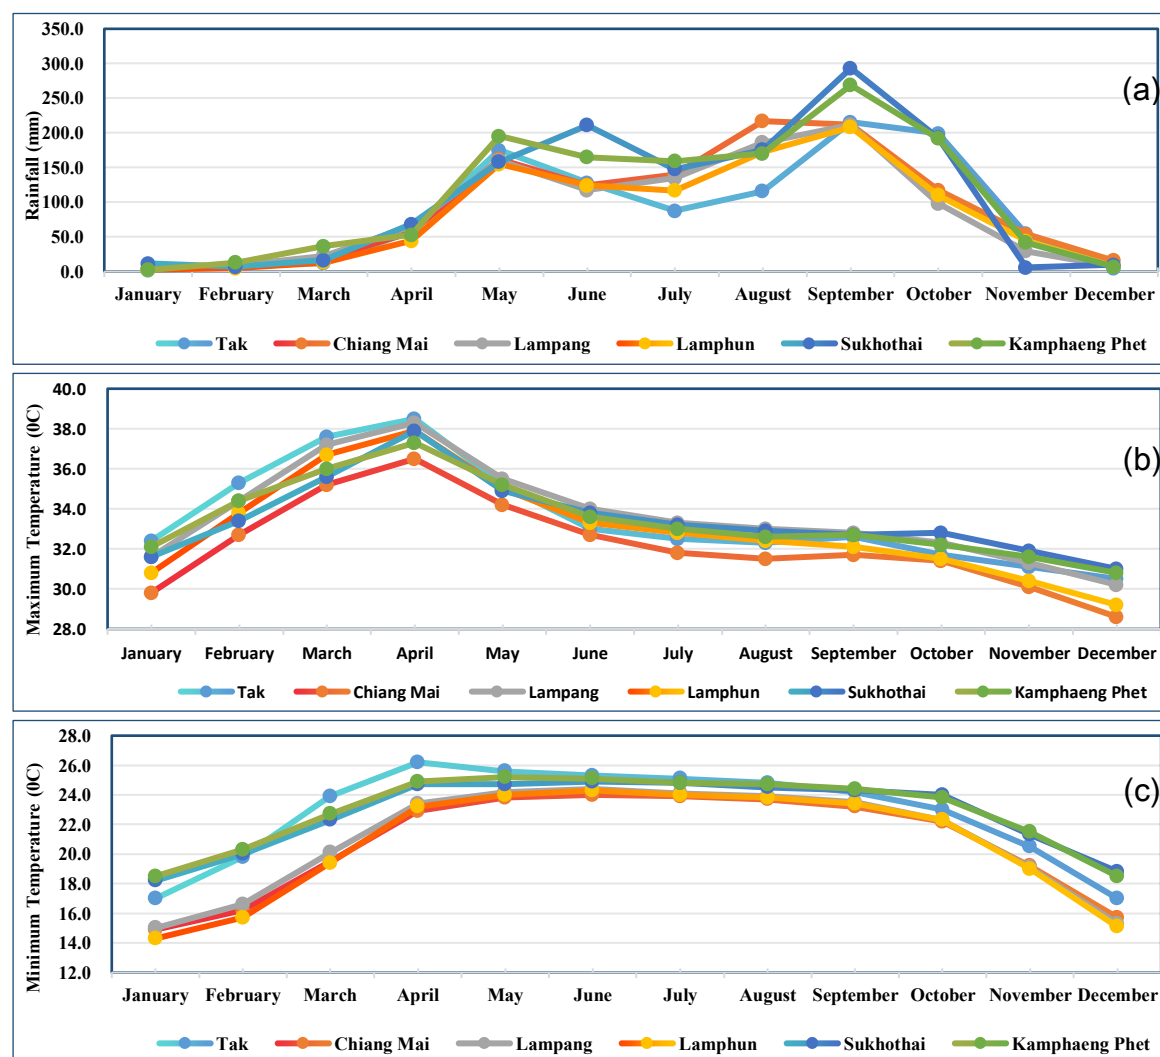 350.0
300.0
250.0
200.0
150.0
100.0
50.0
0.0
Rainfall (mm)
(a)
January February March April May June July August September October November December
Tak Chiang Mai Lampang Lamphun Sukhothai Kamphaeng Phet
40.0
38.0
36.0
34.0
32.0
30.0
28.0
Maximum Temperature (0C)
(b)
January February March April May June July August September October November December
Tak Chiang Mai Lampang Lamphun Sukhothai Kamphaeng Phet
28.0
26.0
24.0
22.0
20.0
18.0
16.0
14.0
12.0
Minimum Temperature (0C)
(c)
January February March April May June July August September October November December
Tak Chiang Mai Lampang Lamphun Sukhothai Kamphaeng Phet